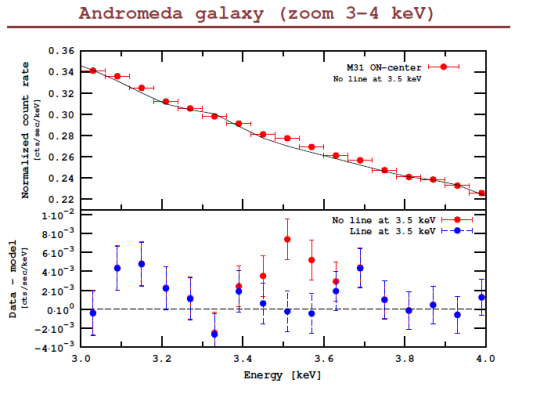 Andromeda galaxy (zoom 3-4 keV)
0.36
0.34
0.32
0.30
0.28
0.26
0.24
0.22
Normalized count rate
[cts/sec/keV]
M31 ON-center
No line at 3.5 keV
1·10⁻²
8·10⁻³
6·10⁻³
4·10⁻³
2·10⁻³
0·10⁰
-2·10⁻³
-4·10⁻³
Data - model
[cts/sec/keV]
No line at 3.5 keV
Line at 3.5 keV
3.0 3.2 3.4 3.6 3.8 4.0
Energy [keV]